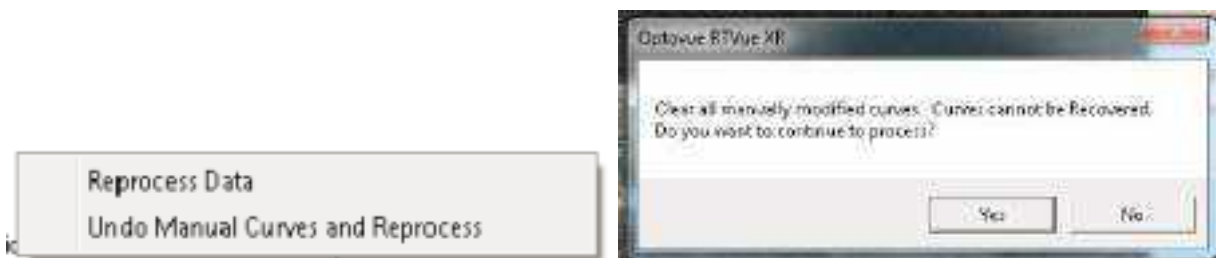 Reprocess Data
Undo Manual Curves and Reprocess
Optovue RTVue XR
Clear all manually modified curves. Curves cannot be Recovered.
Do you want to continue to process?
Yes
No